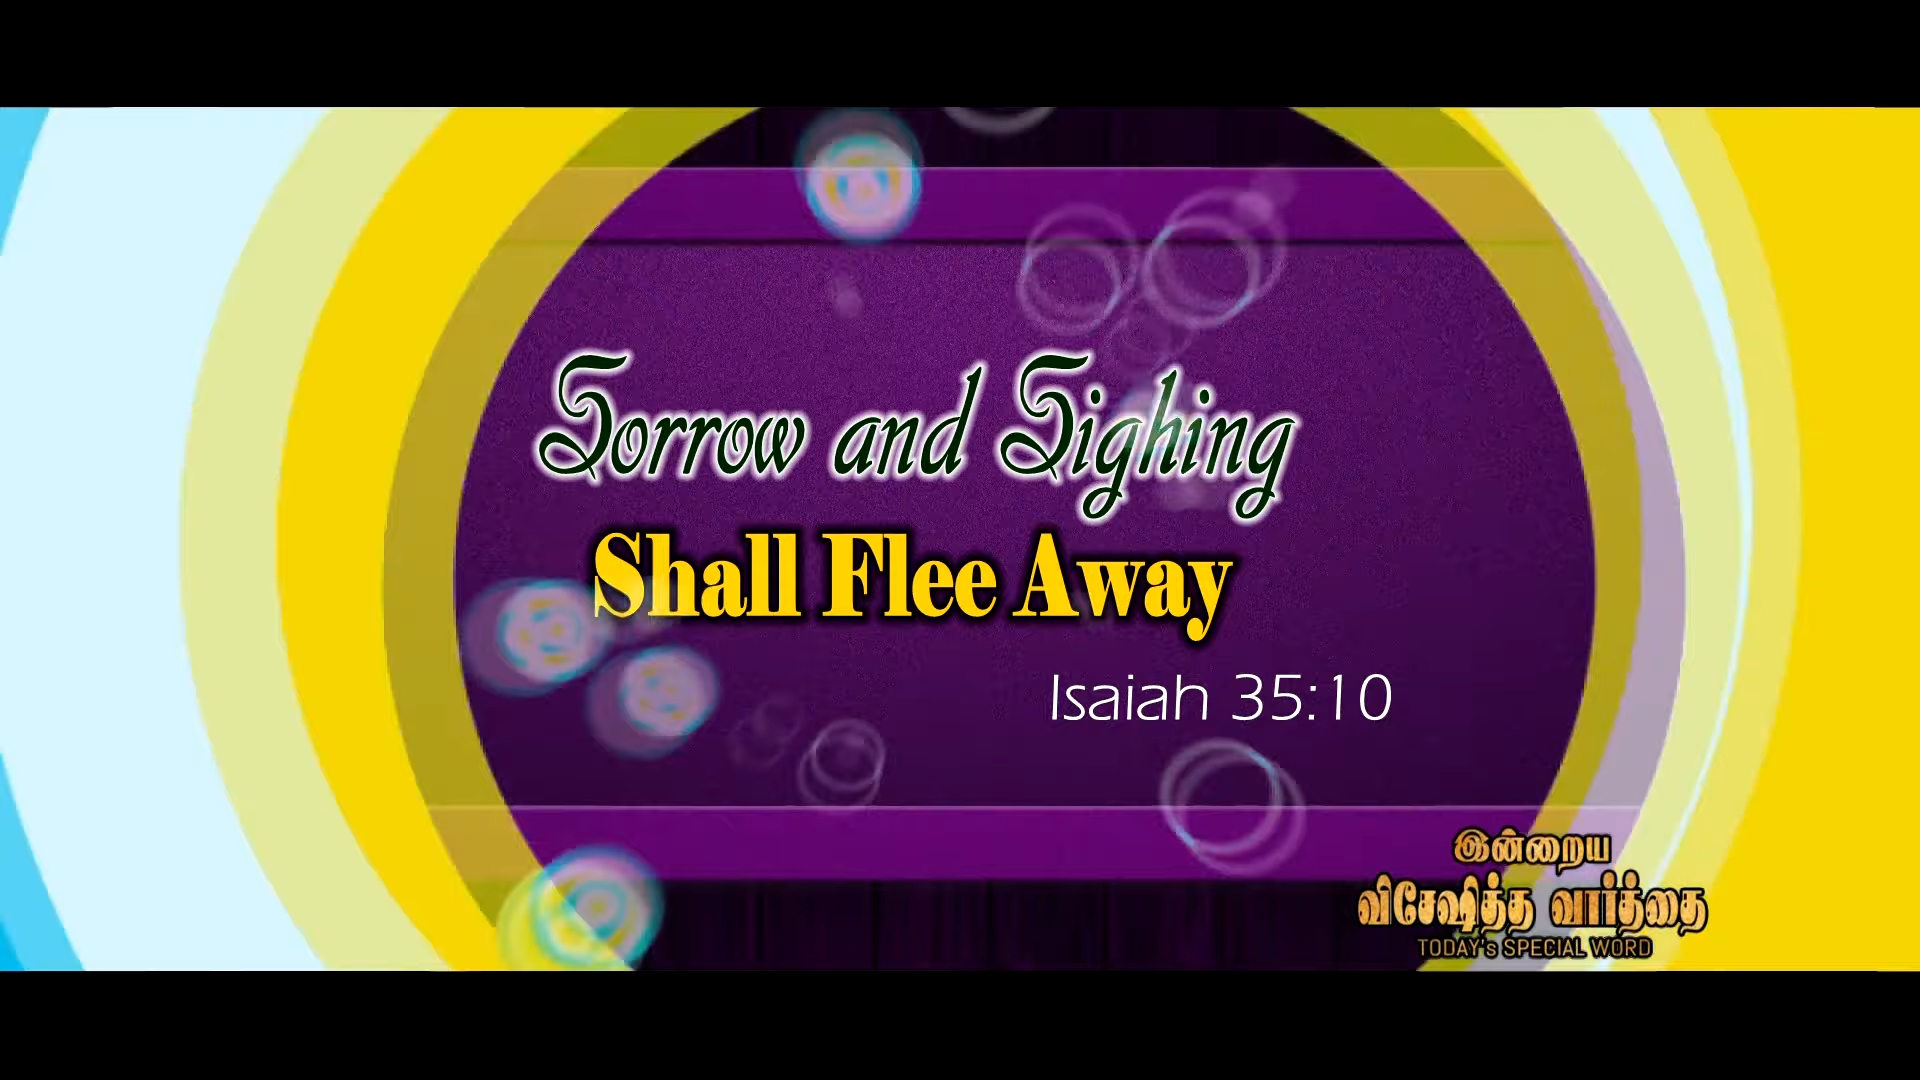 Sorrow and Sighing
Shall Flee Away
Isaiah 35:10
இன்றைய
விசேஷித்த வார்த்தை
TODAY's SPECIAL WORD